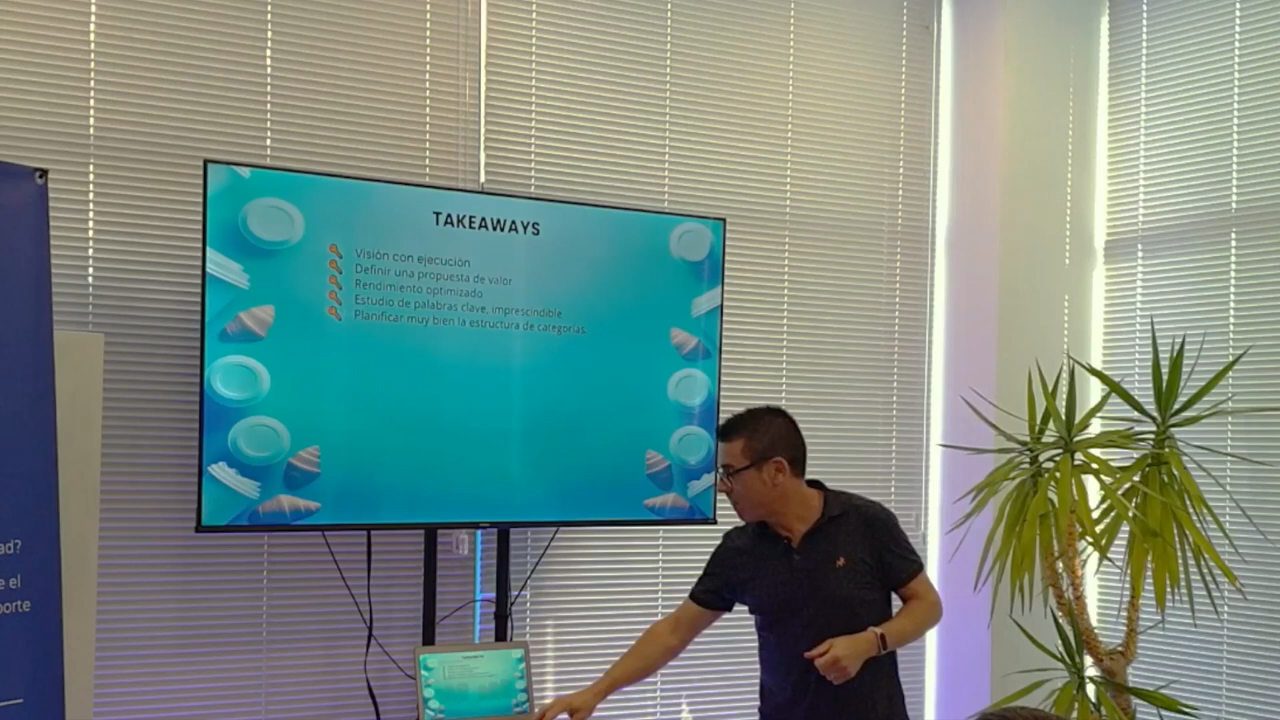 TAKEAWAYS
Visión con ejecución
Definir una propuesta de valor
Rendimiento optimizado
Estudio de palabras clave, imprescindible
Planificar muy bien la estructura de categorías.
ad?
e el
porte